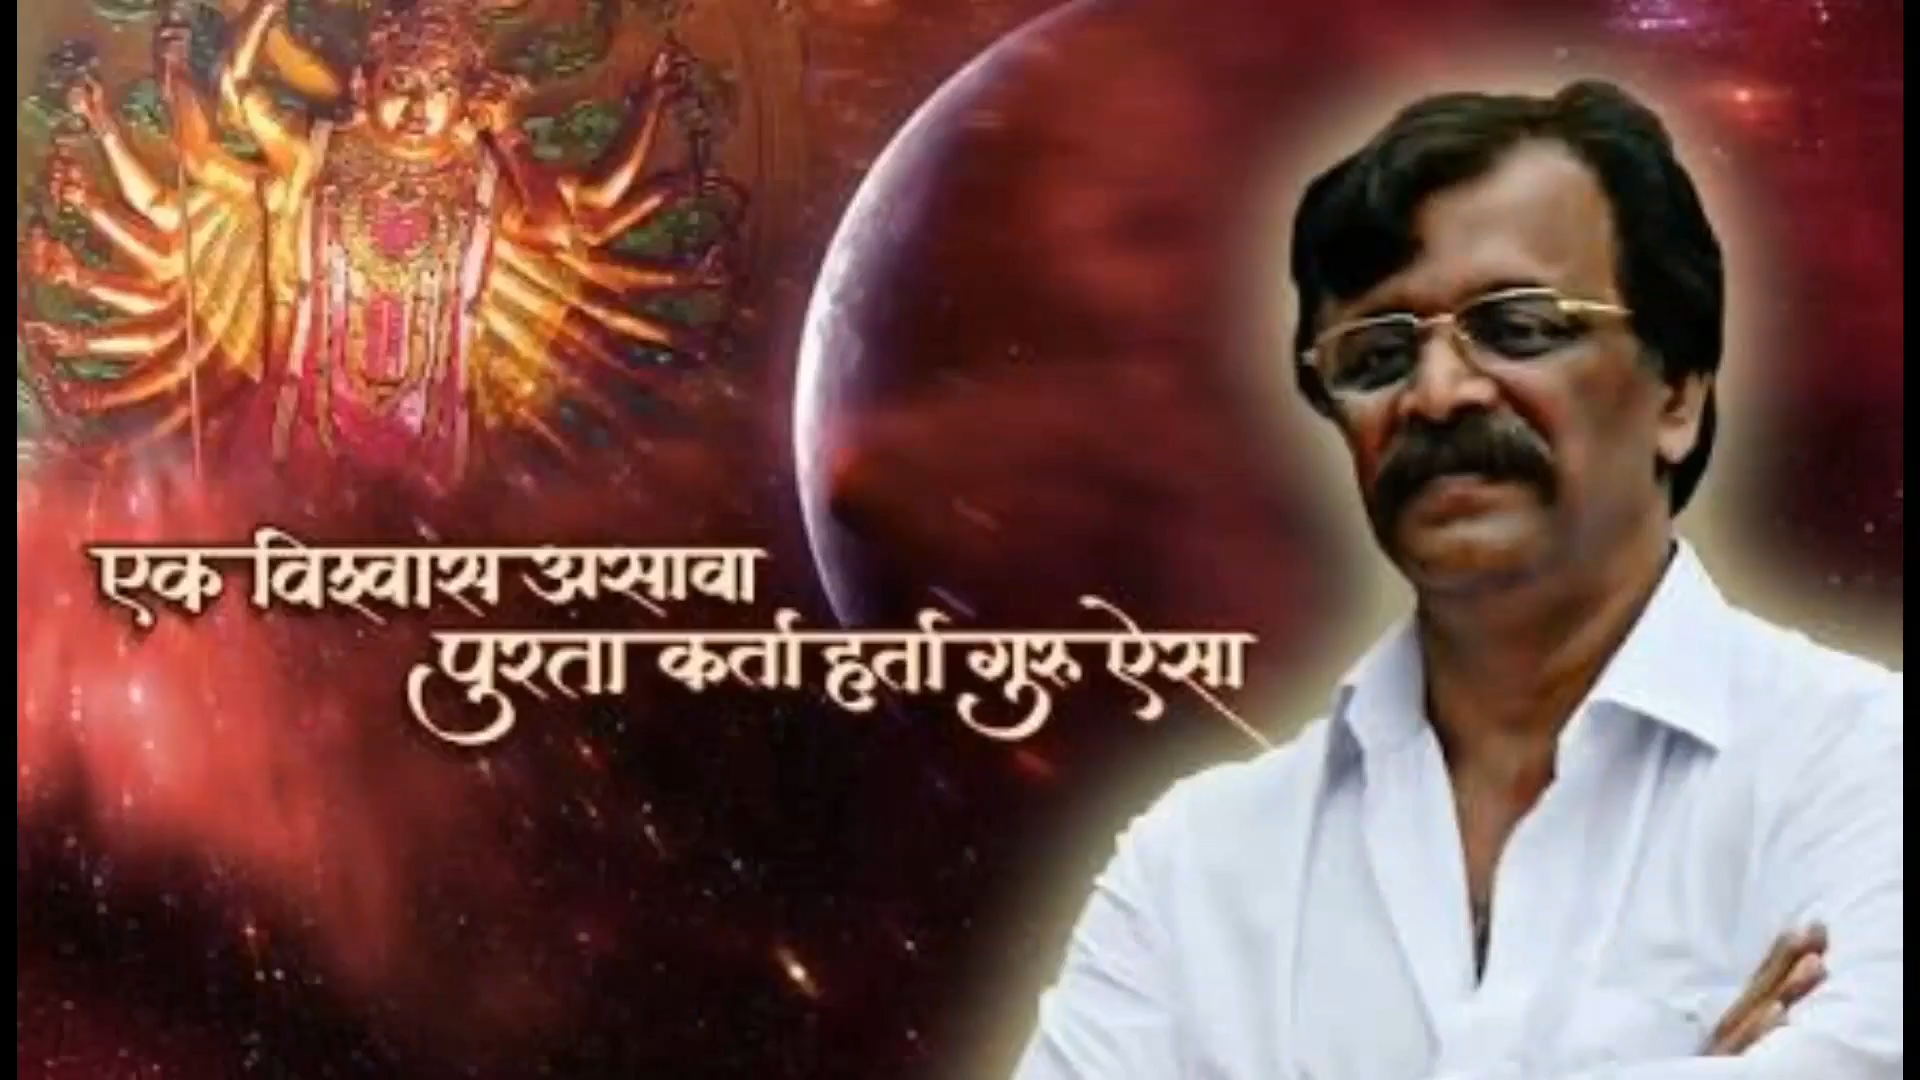 एक विश्वास असावा
पुरता कर्ता हर्ता गुरु ऐसा